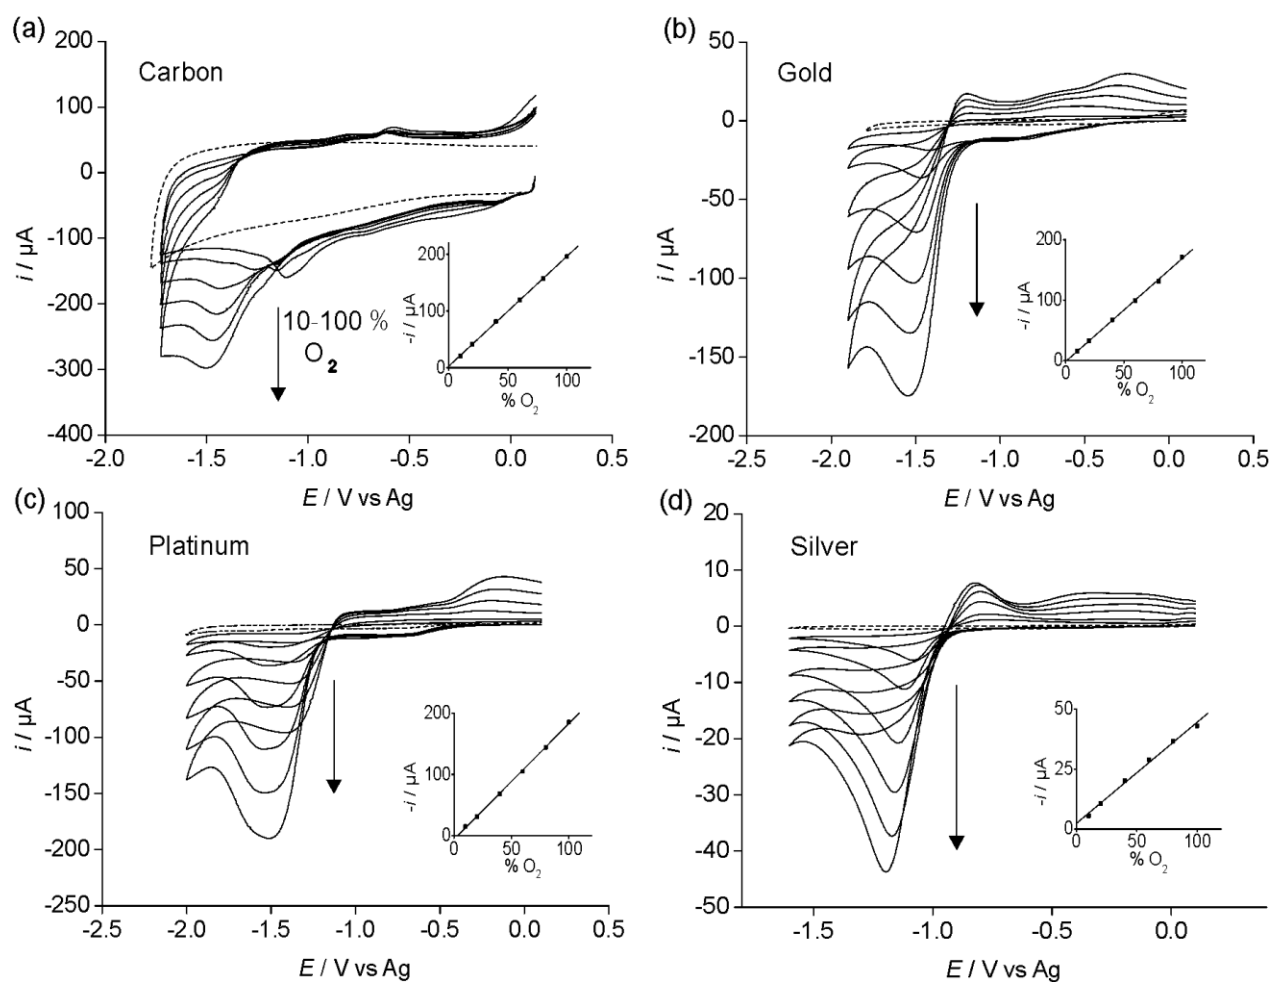 (a)
200
100
0
-100
-200
-300
-400
i / µA
Carbon
10-100 %
O2
200
100
0
-i / µA
0 50 100
% O2
-2.0 -1.5 -1.0 -0.5 0.0 0.5
E / V vs Ag
(b)
50
0
-50
-100
-150
-200
i / µA
Gold
200
100
0
-i / µA
0 50 100
% O2
-2.5 -2.0 -1.5 -1.0 -0.5 0.0 0.5
E / V vs Ag
(c)
100
50
0
-50
-100
-150
-200
-250
i / µA
Platinum
200
100
0
-i / µA
0 50 100
% O2
-2.5 -2.0 -1.5 -1.0 -0.5 0.0 0.5
E / V vs Ag
(d)
20
10
0
-10
-20
-30
-40
-50
i / µA
Silver
50
25
0
-i / µA
0 50 100
% O2
-1.5 -1.0 -0.5 0.0
E / V vs Ag